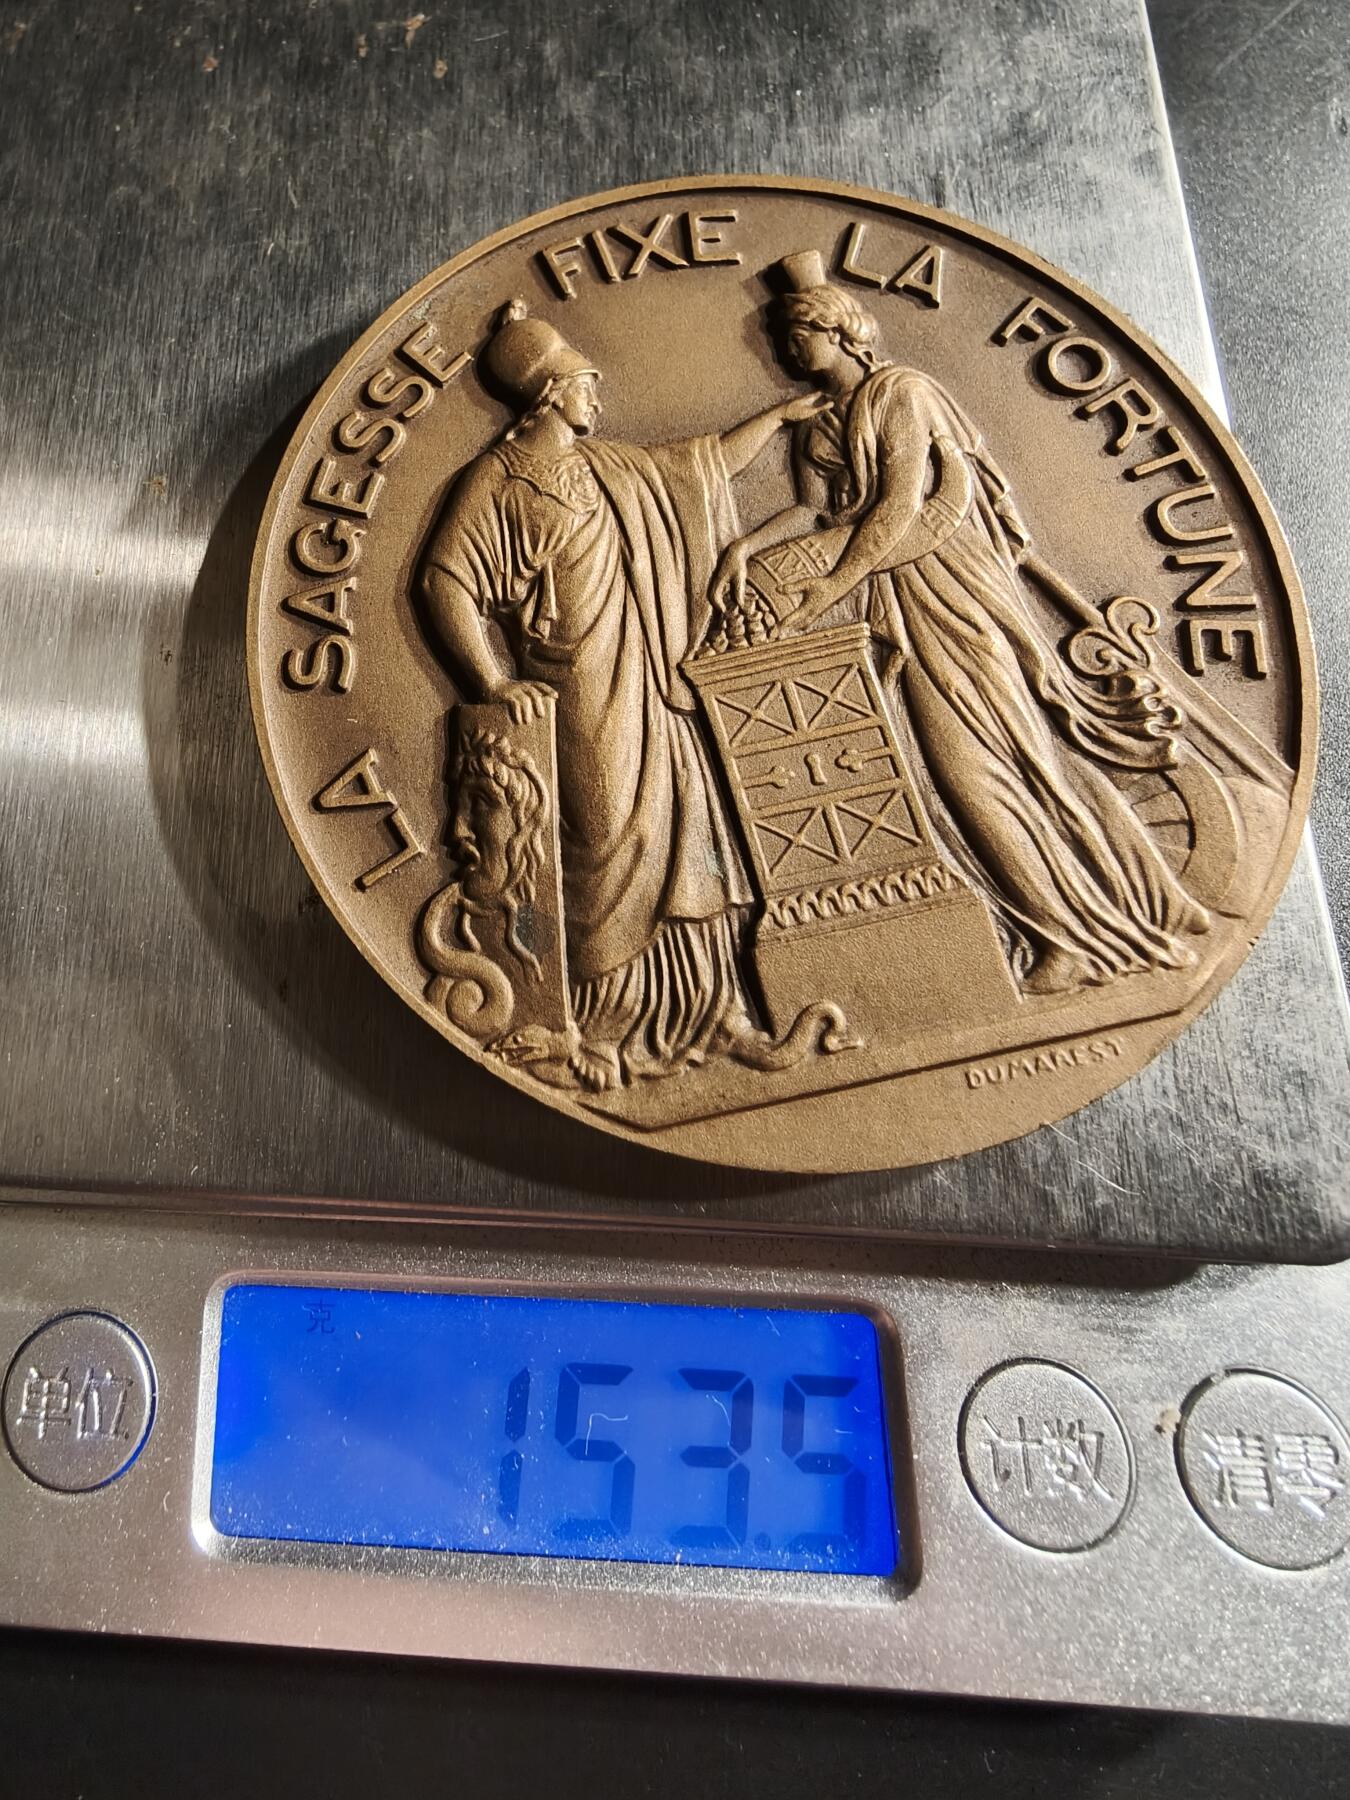 LA SAGESSE FIXE LA FORTUNE
DUMAREST
克
153.5
单位
计数
清零